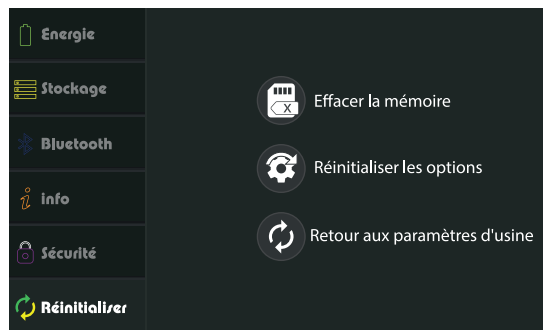 Energie
Stockage
Bluetooth
info
Sécurité
Réinitialiser
Effacer la mémoire
X
Réinitialiser les options
Retour aux paramètres d'usine